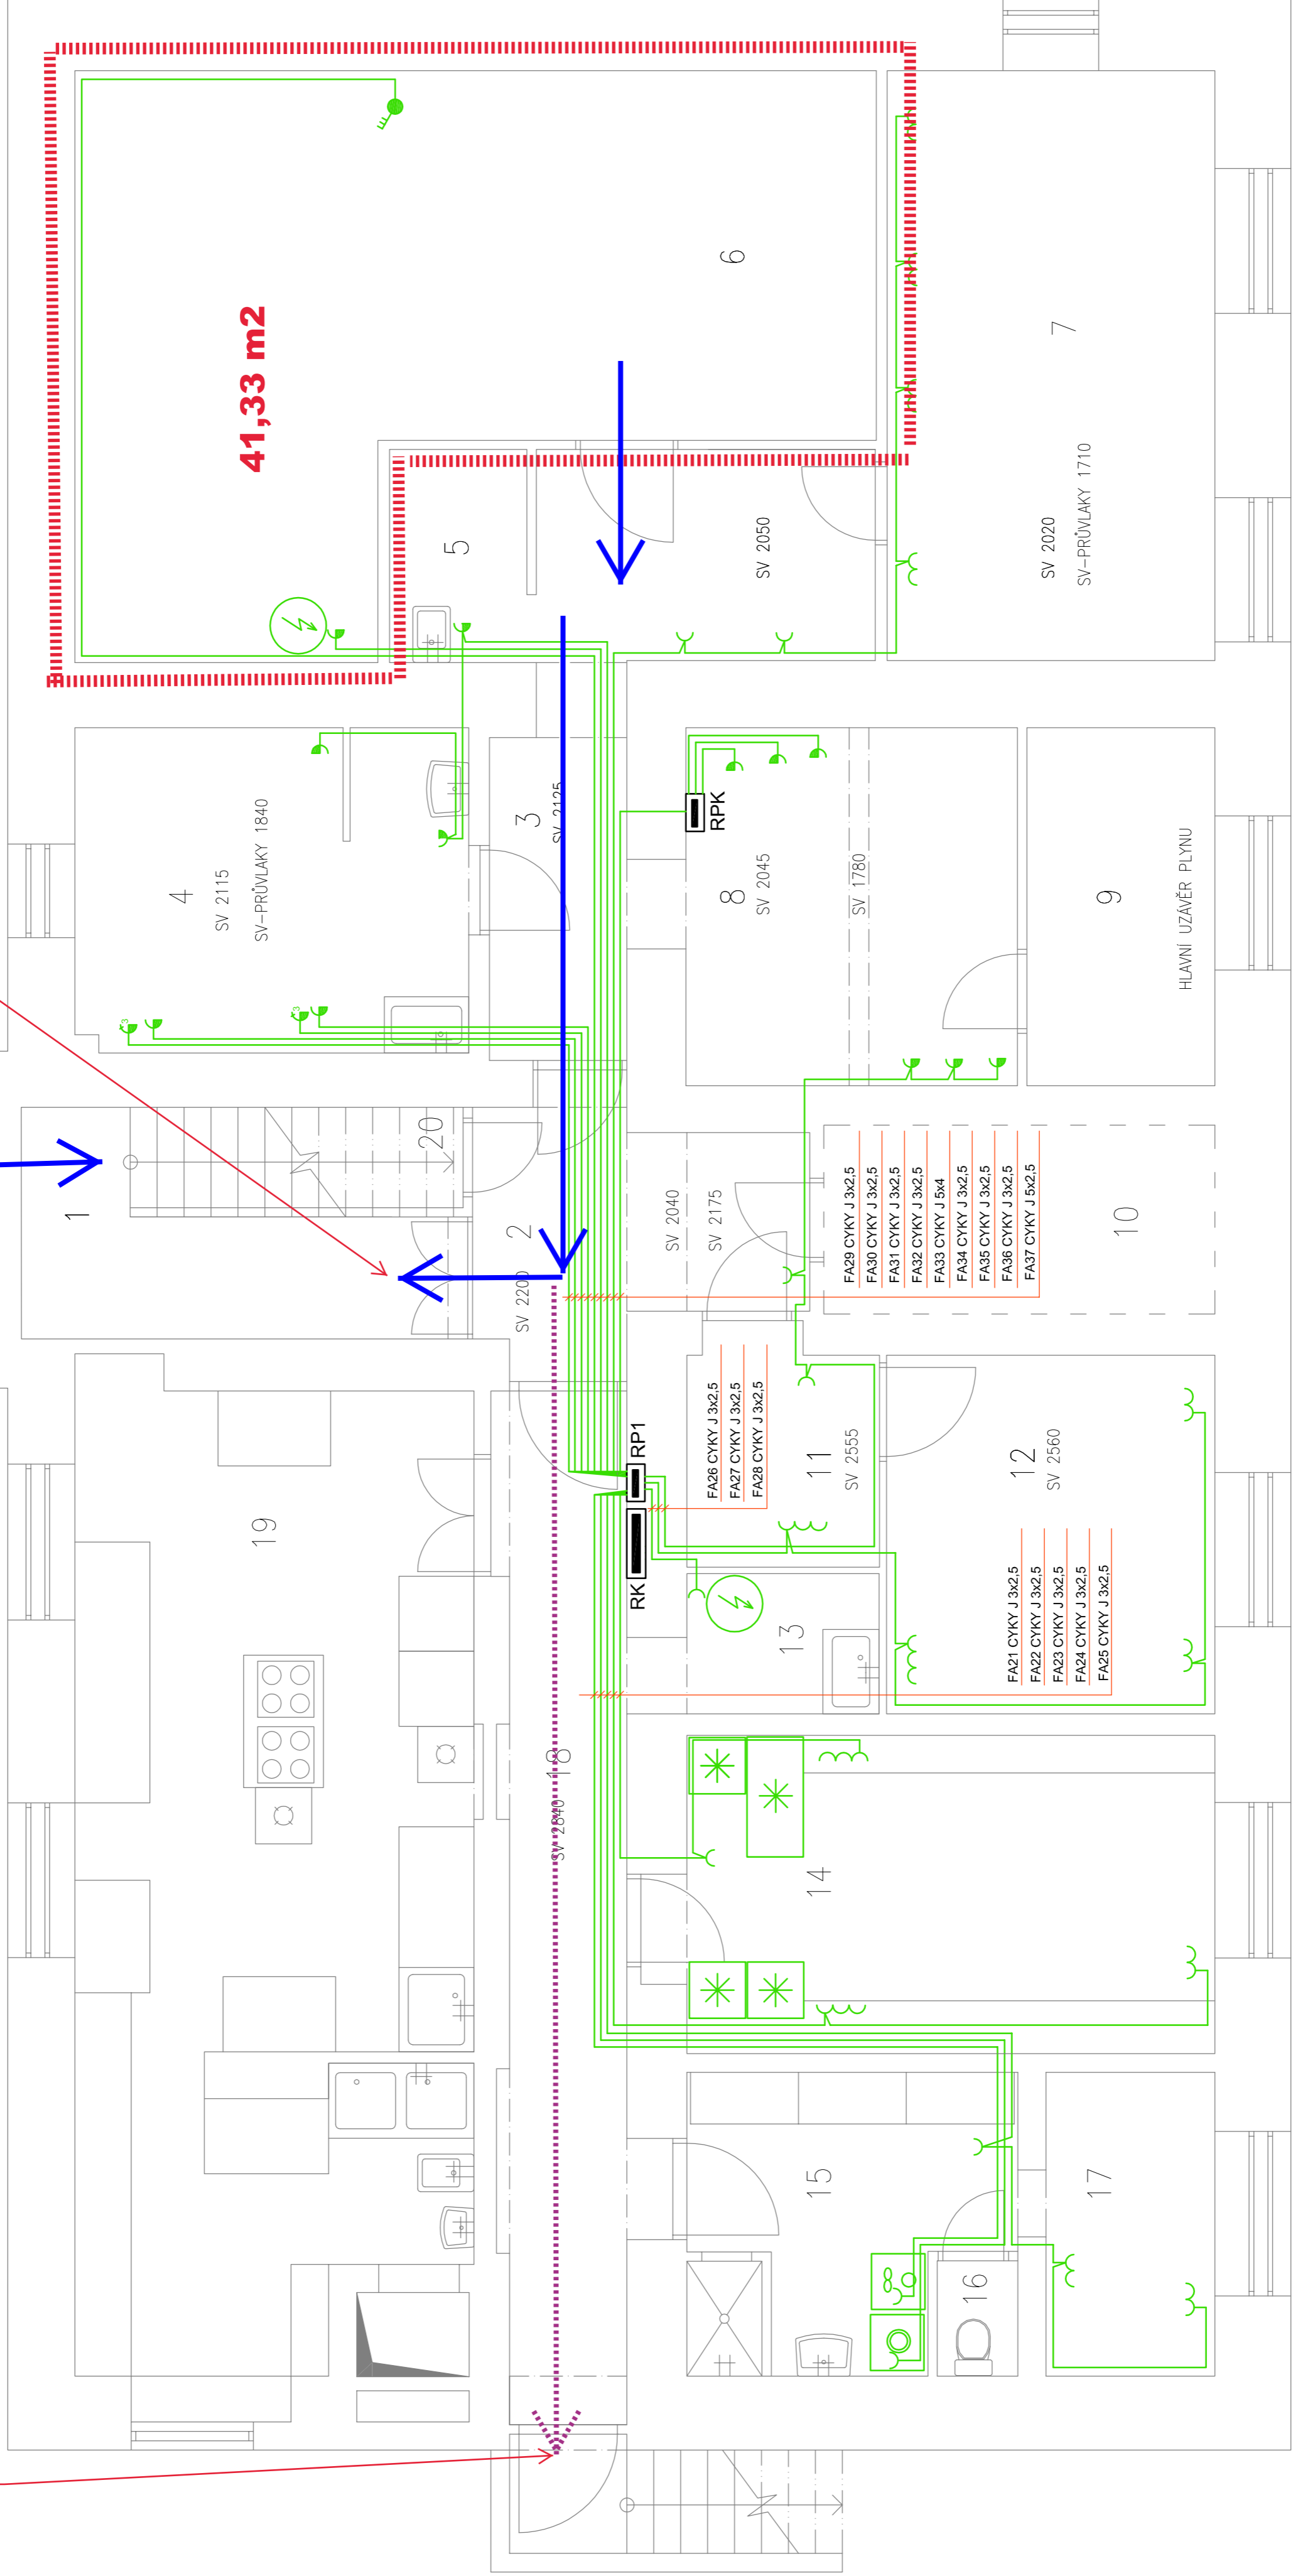 41,33 m2
6
7
SV 2020
SV-PRŮVLAKY 1710
5
SV 2050
4
SV 2115
SV-PRŮVLAKY 1840
3
SV 2125
RPK
8
SV 2045
SV 1780
9
HLAVNÍ UZÁVĚR PLYNU
3
3
1
20
2
SV 2200
SV 2040
SV 2175
FA29 CYKY J 3x2,5
FA30 CYKY J 3x2,5
FA31 CYKY J 3x2,5
FA32 CYKY J 3x2,5
FA33 CYKY J 5x4
FA34 CYKY J 3x2,5
FA35 CYKY J 3x2,5
FA36 CYKY J 3x2,5
FA37 CYKY J 5x2,5
10
19
RP1
RK
FA26 CYKY J 3x2,5
FA27 CYKY J 3x2,5
FA28 CYKY J 3x2,5
11
SV 2555
12
SV 2560
FA21 CYKY J 3x2,5
FA22 CYKY J 3x2,5
FA23 CYKY J 3x2,5
FA24 CYKY J 3x2,5
FA25 CYKY J 3x2,5
13
18
SV 2640
14
15
16
17